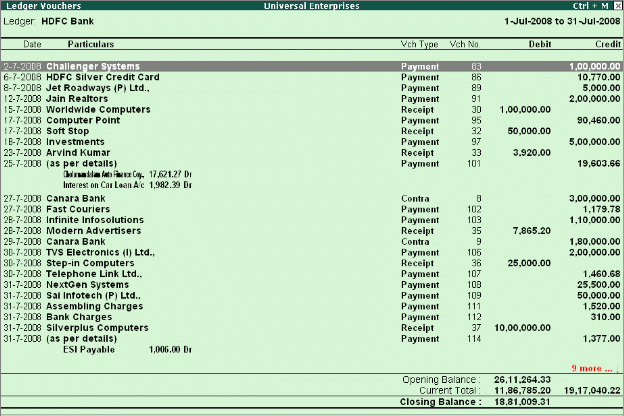 Ledger Vouchers Universal Enterprises Ctrl + M
Ledger: HDFC Bank 1-Jul-2008 to 31-Jul-2008
Date Particulars Vch Type Vch No. Debit Credit
2-7-2008 Challenger Systems Payment 83 1,00,000.00
6-7-2008 HDFC Silver Credit Card Payment 86 10,770.00
8-7-2008 Jet Roadways (P) Ltd., Payment 89 5,000.00
12-7-2008 Jain Realtors Payment 91 2,00,000.00
15-7-2008 Worldwide Computers Receipt 30 1,00,000.00
17-7-2008 Computer Point Payment 95 90,460.00
17-7-2008 Soft Stop Receipt 32 50,000.00
18-7-2008 Investments Payment 97 5,00,000.00
23-7-2008 Arvind Kumar Receipt 33 3,920.00
25-7-2008 (as per details) Payment 101 19,603.66
Cholamandalam Auto Finance Coy., 17,621.27 Dr
Interest on Car Loan A/c 1,982.39 Dr
27-7-2008 Canara Bank Contra 8 3,00,000.00
27-7-2008 Fast Couriers Payment 102 1,179.78
28-7-2008 Infinite Infosolutions Payment 103 1,10,000.00
28-7-2008 Modern Advertisers Receipt 35 7,865.20
29-7-2008 Canara Bank Contra 9 1,80,000.00
30-7-2008 TVS Electronics (I) Ltd., Payment 106 2,00,000.00
30-7-2008 Step-in Computers Receipt 36 25,000.00
30-7-2008 Telephone Link Ltd., Payment 107 1,460.68
31-7-2008 NextGen Systems Payment 108 25,500.00
31-7-2008 Sai Infotech (P) Ltd., Payment 109 50,000.00
31-7-2008 Assembling Charges Payment 111 1,520.00
31-7-2008 Bank Charges Payment 112 310.00
31-7-2008 Silverplus Computers Receipt 37 10,00,000.00
31-7-2008 (as per details) Payment 114 1,377.00
ESI Payable 1,006.00 Dr
9 more ...
Opening Balance : 26,11,264.33
Current Total : 11,86,785.20 19,17,040.22
Closing Balance : 18,81,009.31